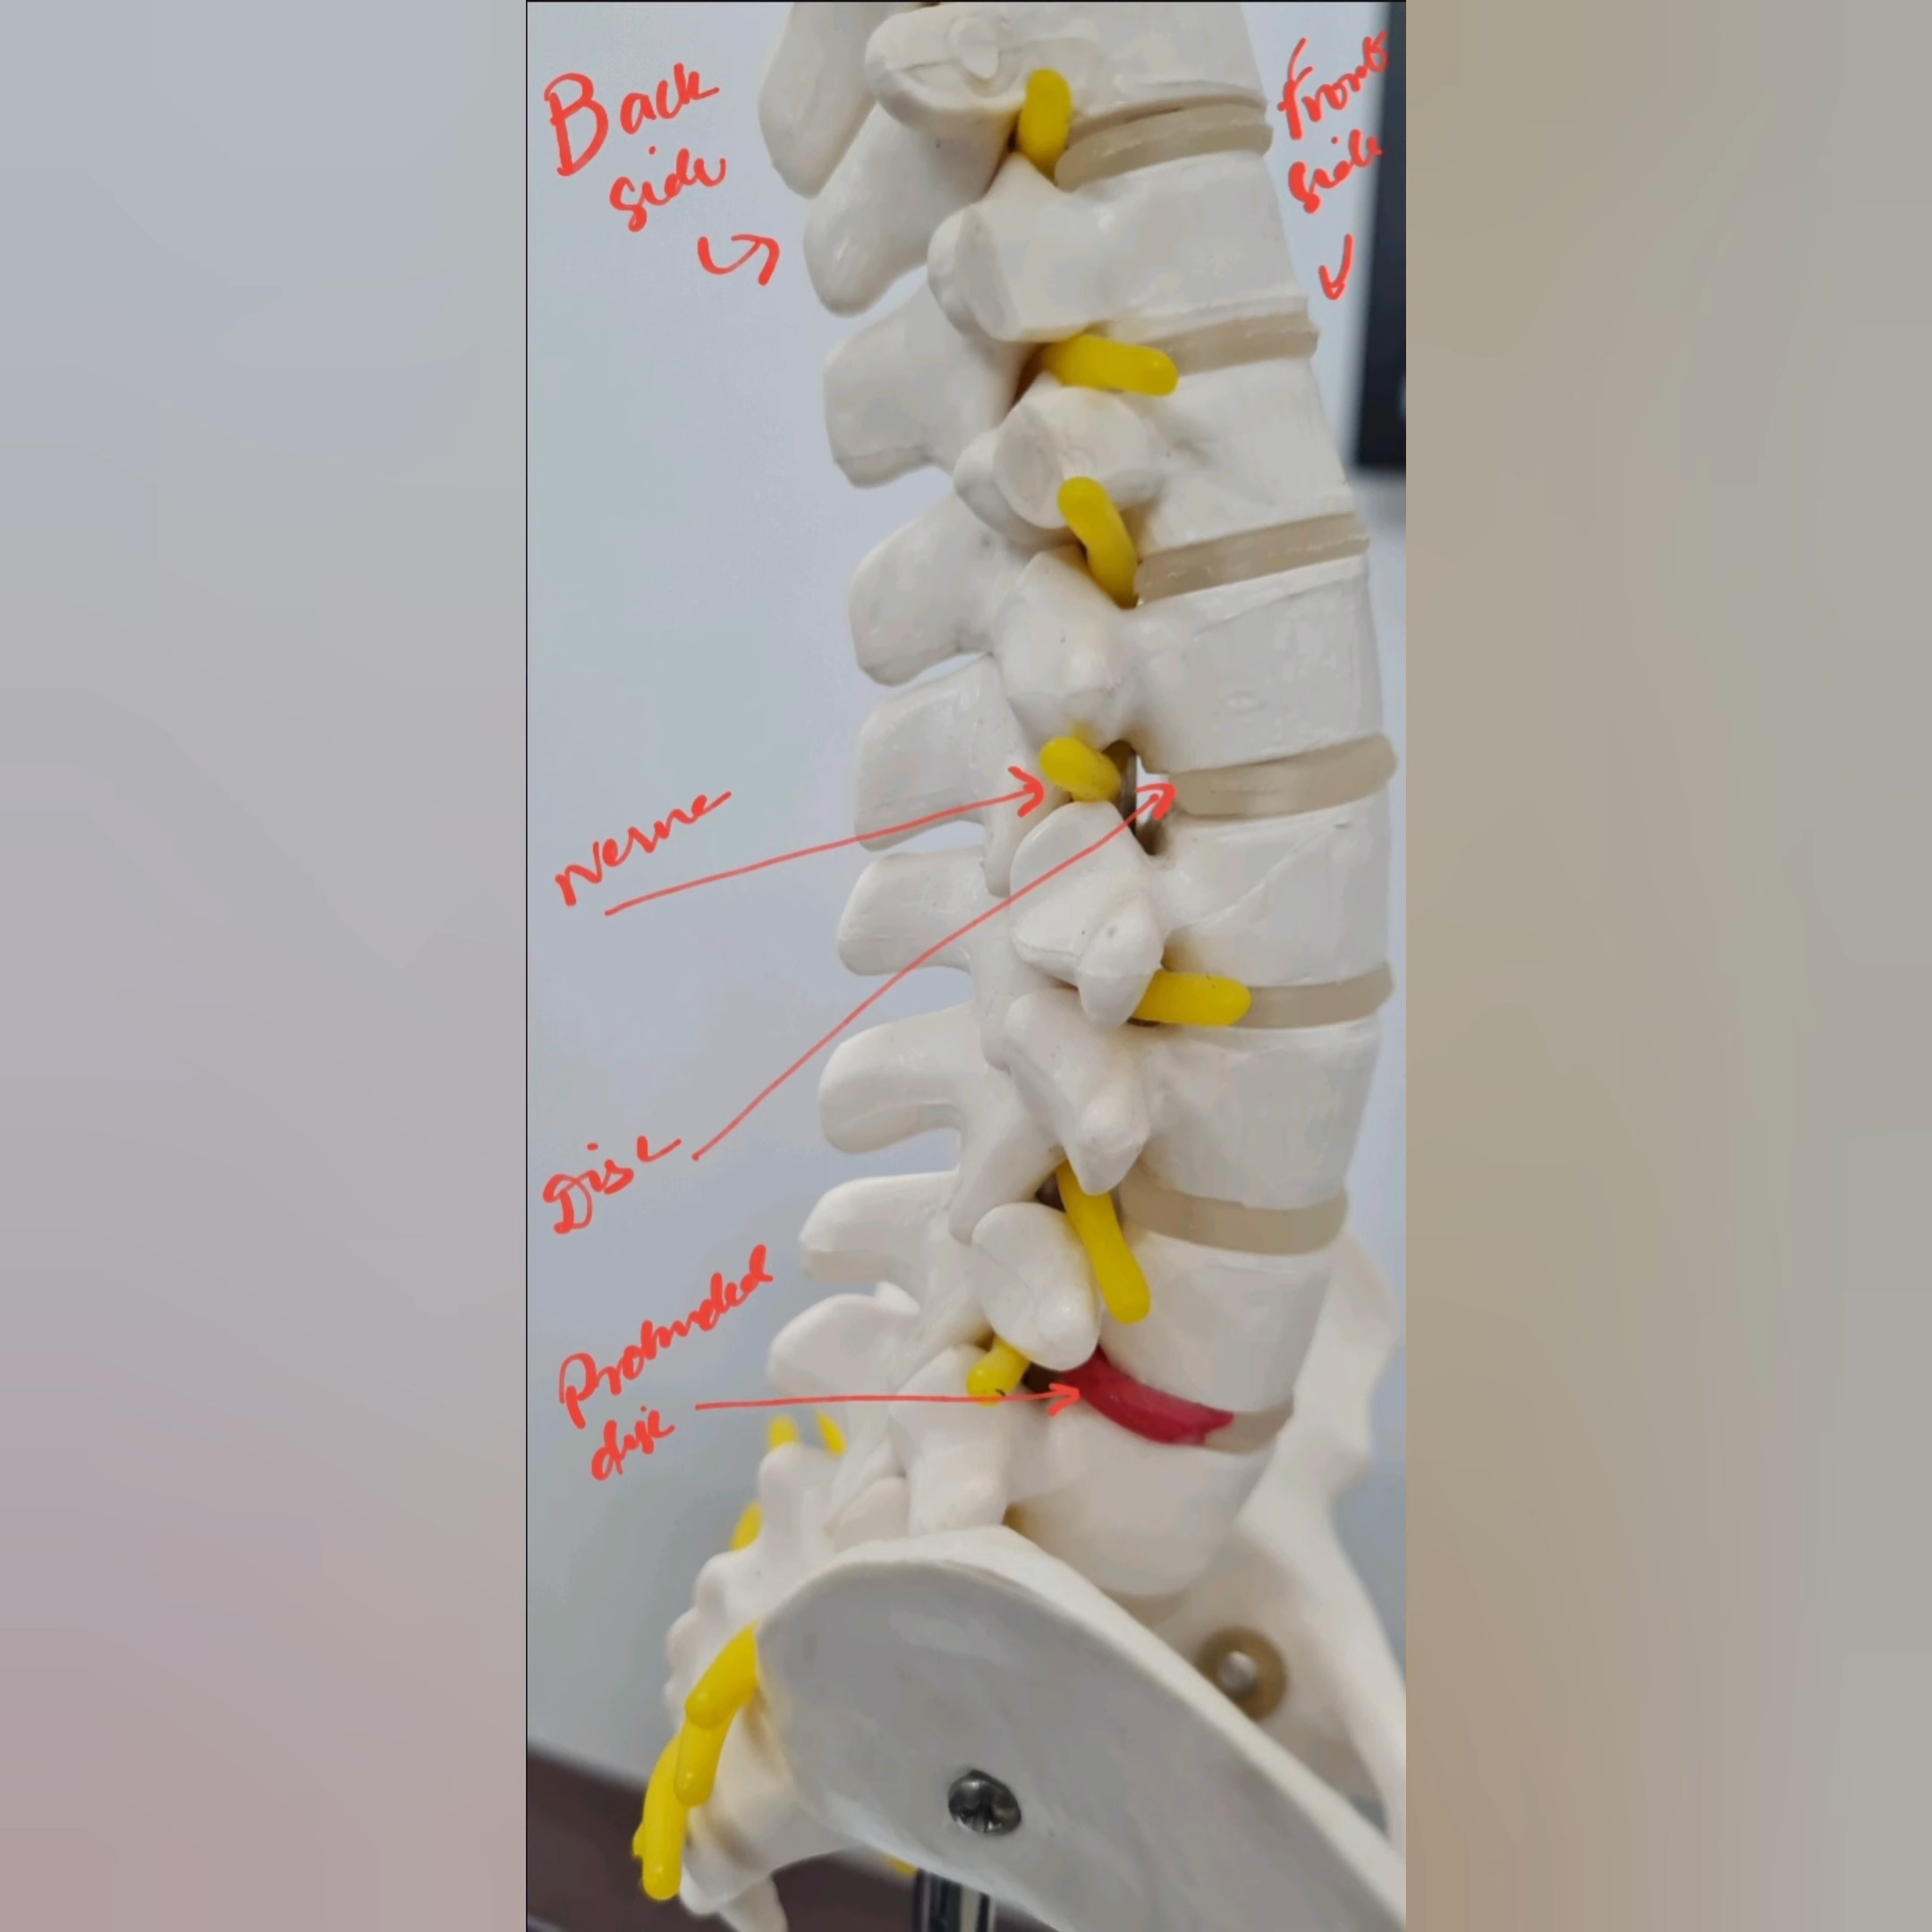 Back
side
Front
side
Nerve
Disc
Protruded
disc